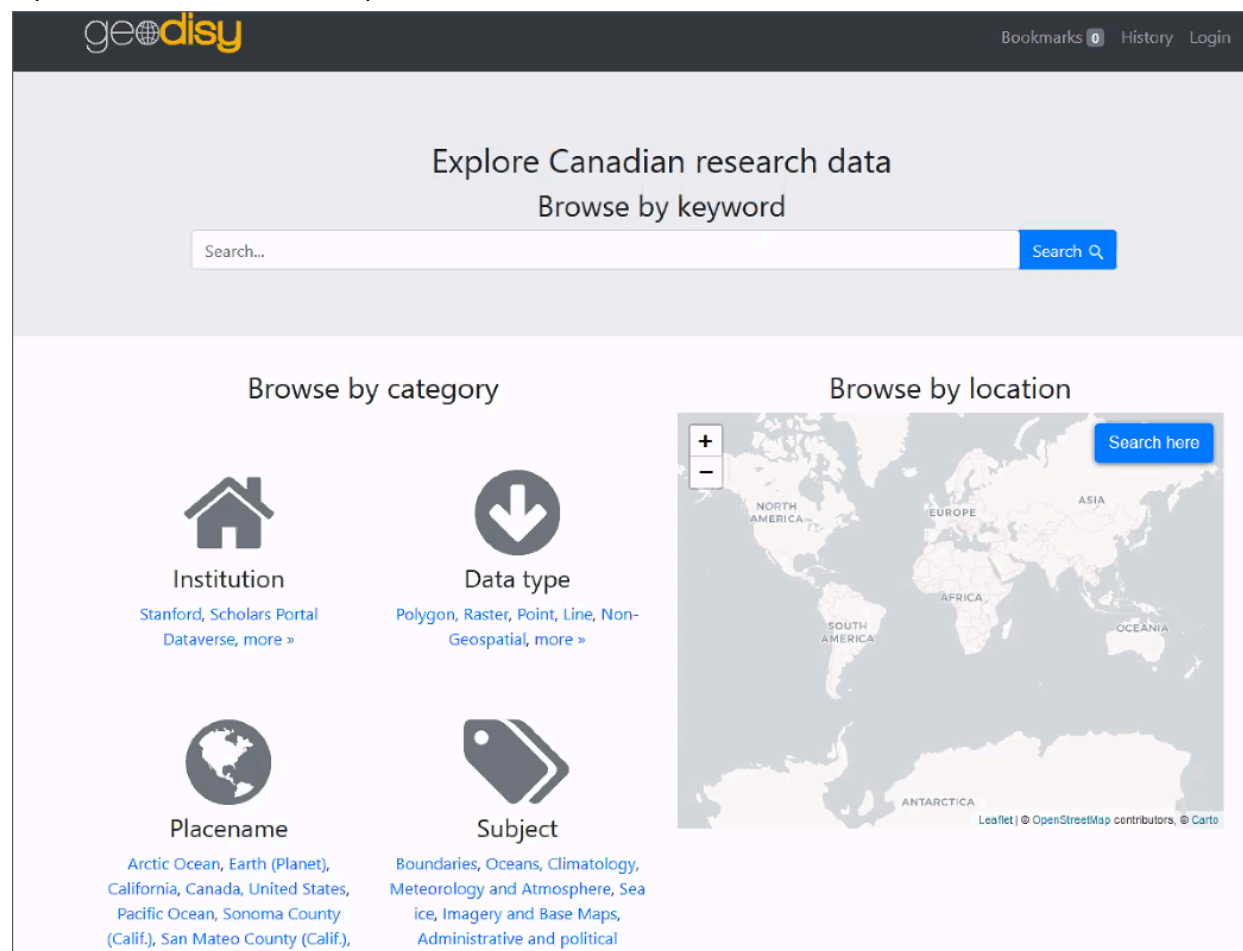 geodisy
Bookmarks 0 History Login
Explore Canadian research data
Browse by keyword
Search...
Search
Browse by category
Institution
Stanford, Scholars Portal
Dataverse, more »
Data type
Polygon, Raster, Point, Line, Non-
Geospatial, more »
Placename
Arctic Ocean, Earth (Planet),
California, Canada, United States,
Pacific Ocean, Sonoma County
(Calif.), San Mateo County (Calif.),
Subject
Boundaries, Oceans, Climatology,
Meteorology and Atmosphere, Sea
ice, Imagery and Base Maps,
Administrative and political
Browse by location
+
−
Search here
NORTH
AMERICA
EUROPE
ASIA
AFRICA
SOUTH
AMERICA
OCEANIA
ANTARCTICA
Leaflet | © OpenStreetMap contributors, © Carto